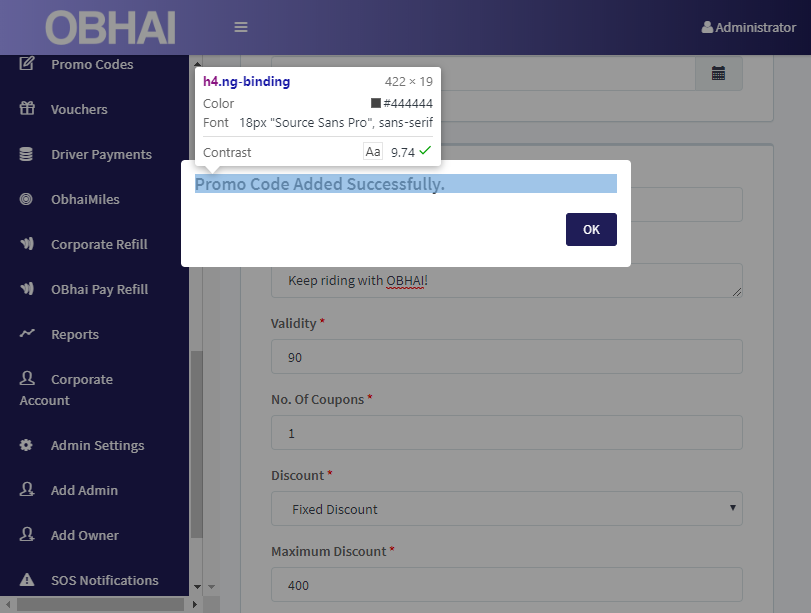 OBHAI
Administrator
Promo Codes
Vouchers
Driver Payments
ObhaiMiles
Corporate Refill
OBhai Pay Refill
Reports
Corporate
Account
Admin Settings
Add Admin
Add Owner
SOS Notifications
h4.ng-binding 422 × 19
Color #444444
Font 18px "Source Sans Pro", sans-serif
Contrast Aa 9.74
Promo Code Added Successfully.
OK
Keep riding with OBHAI!
Validity *
90
No. Of Coupons *
1
Discount *
Fixed Discount
Maximum Discount *
400